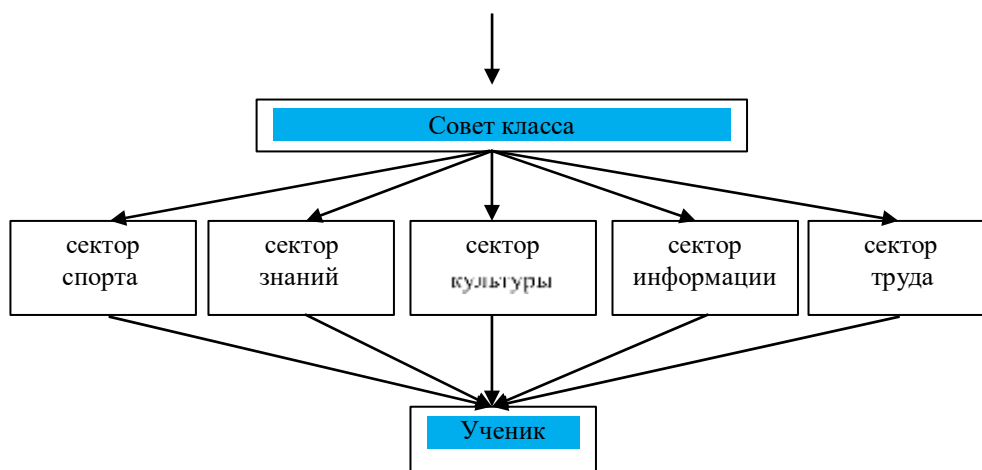 Совет класса
сектор
спорта
сектор
знаний
сектор
культуры
сектор
информации
сектор
труда
Ученик